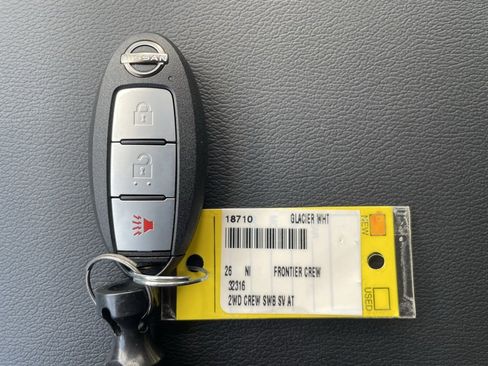 NISSAN
18710 GLACIER WHT
NEW
26 NI FRONTIER CREW
32316
2WD CREW SWB SV AT
USED